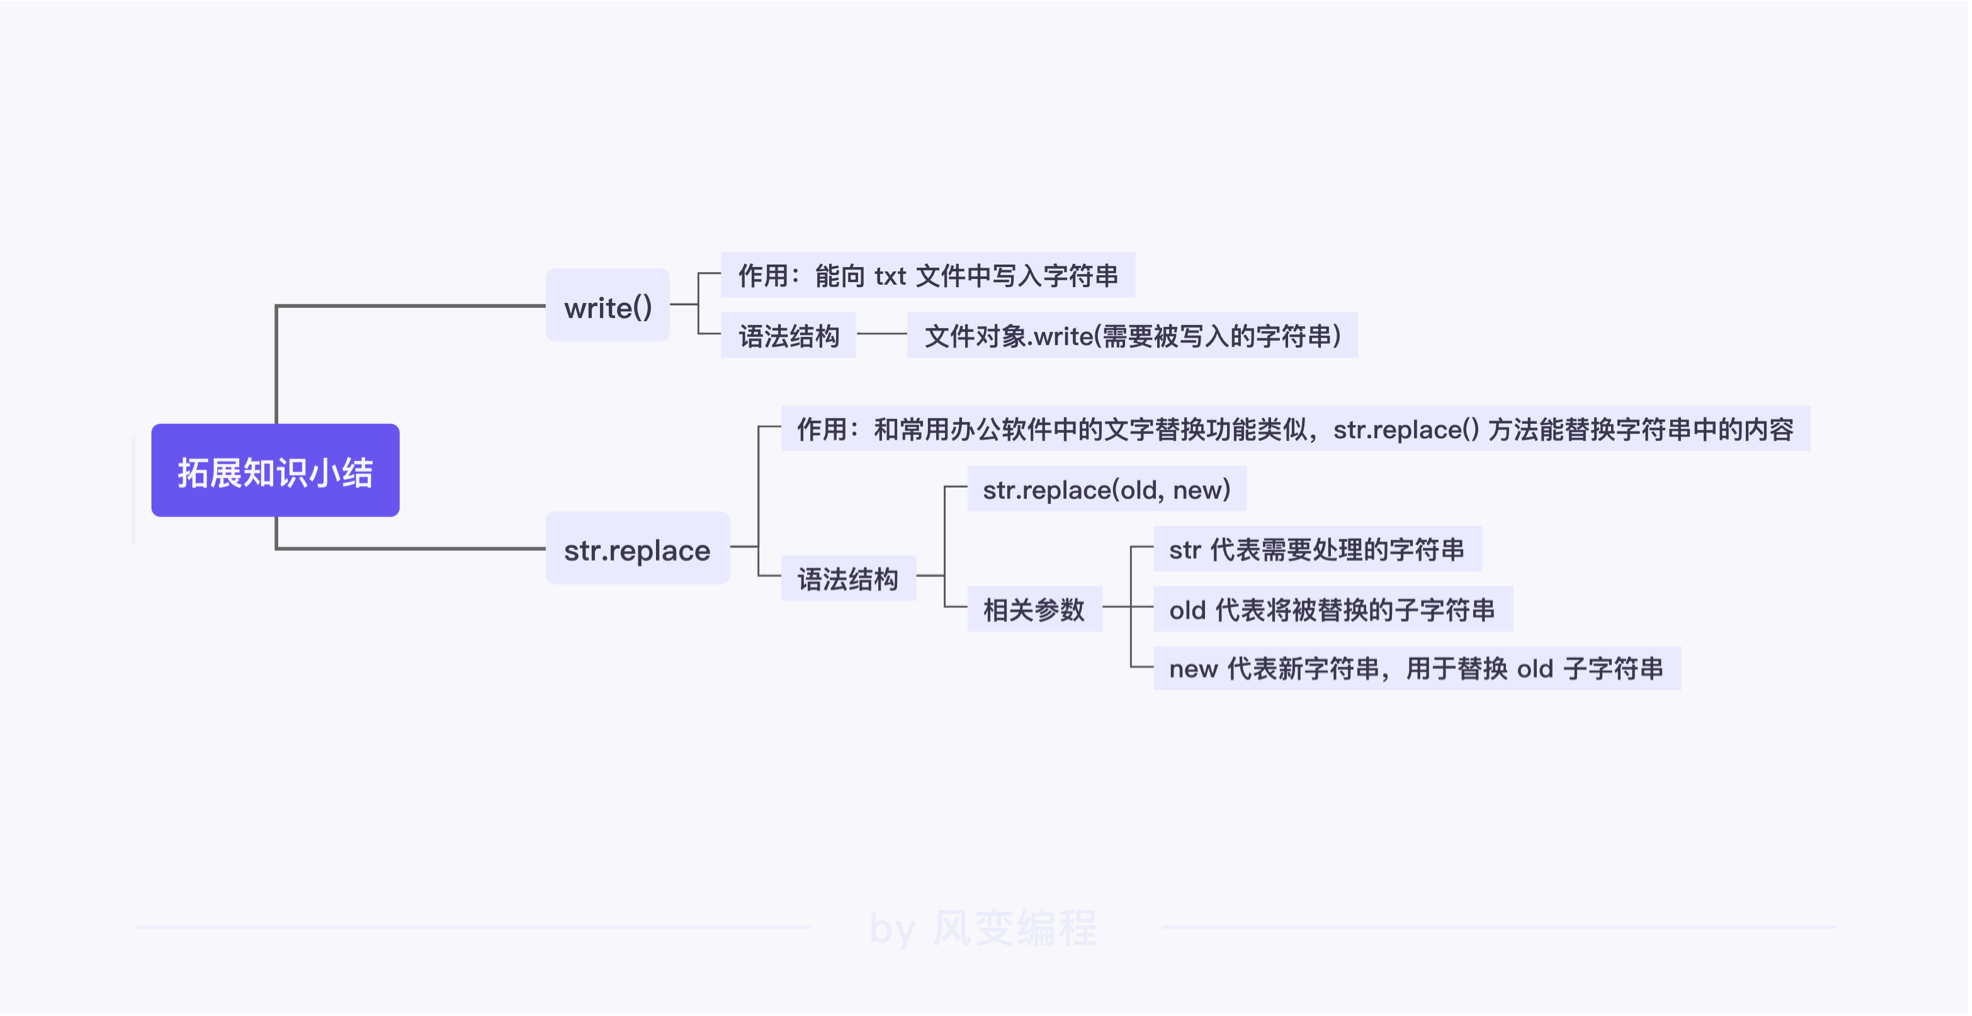 拓展知识小结
write()
作用：能向 txt 文件中写入字符串
语法结构
文件对象.write(需要被写入的字符串)
str.replace
作用：和常用办公软件中的文字替换功能类似，str.replace() 方法能替换字符串中的内容
语法结构
str.replace(old, new)
相关参数
str 代表需要处理的字符串
old 代表将被替换的子字符串
new 代表新字符串，用于替换 old 子字符串
by 风变编程